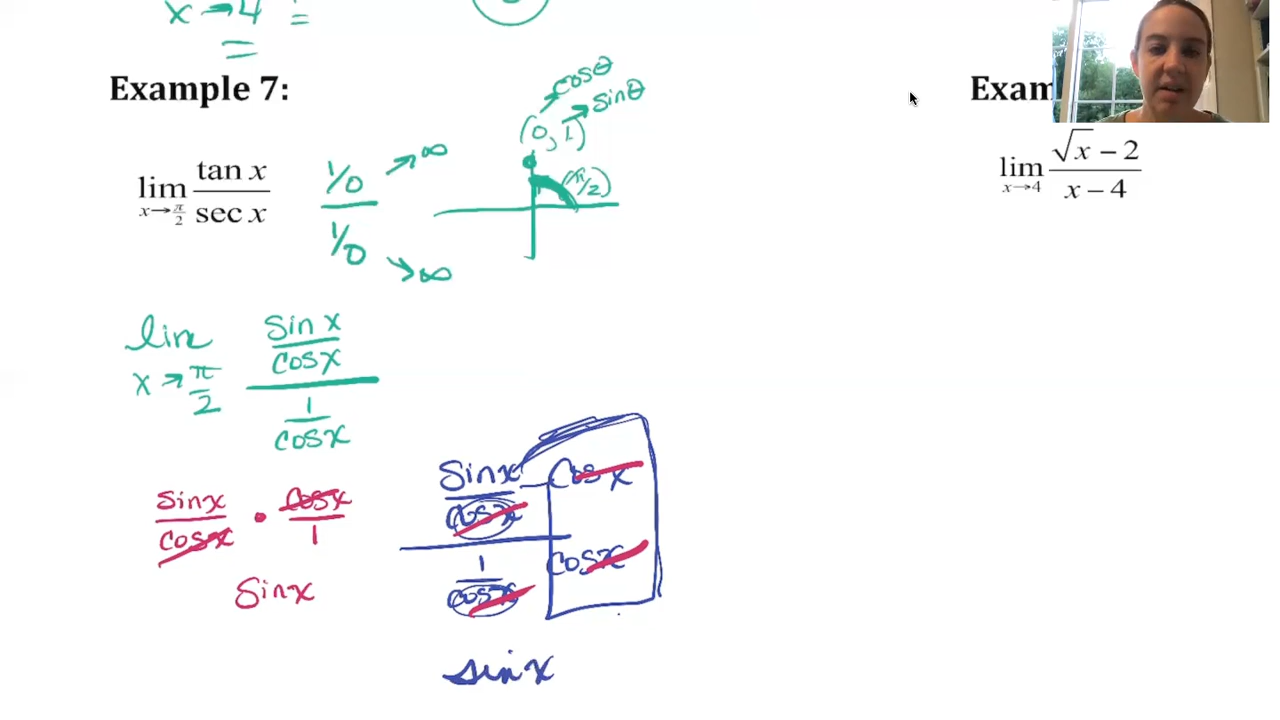 x → 4 =
=
Example 7:
lim x→π/2 tan x / sec x
1/0 → ∞
1/0 → ∞
cosθ
sinθ
(0, 1)
(π/2)
lim x→π/2 (sin x / cos x) / (1 / cos x)
sin x / cos x • cos x / 1
sin x
sin x / cos x cos x
1 / cos x cos x
sin x
Exam
lim x→4 √x − 2 / x − 4